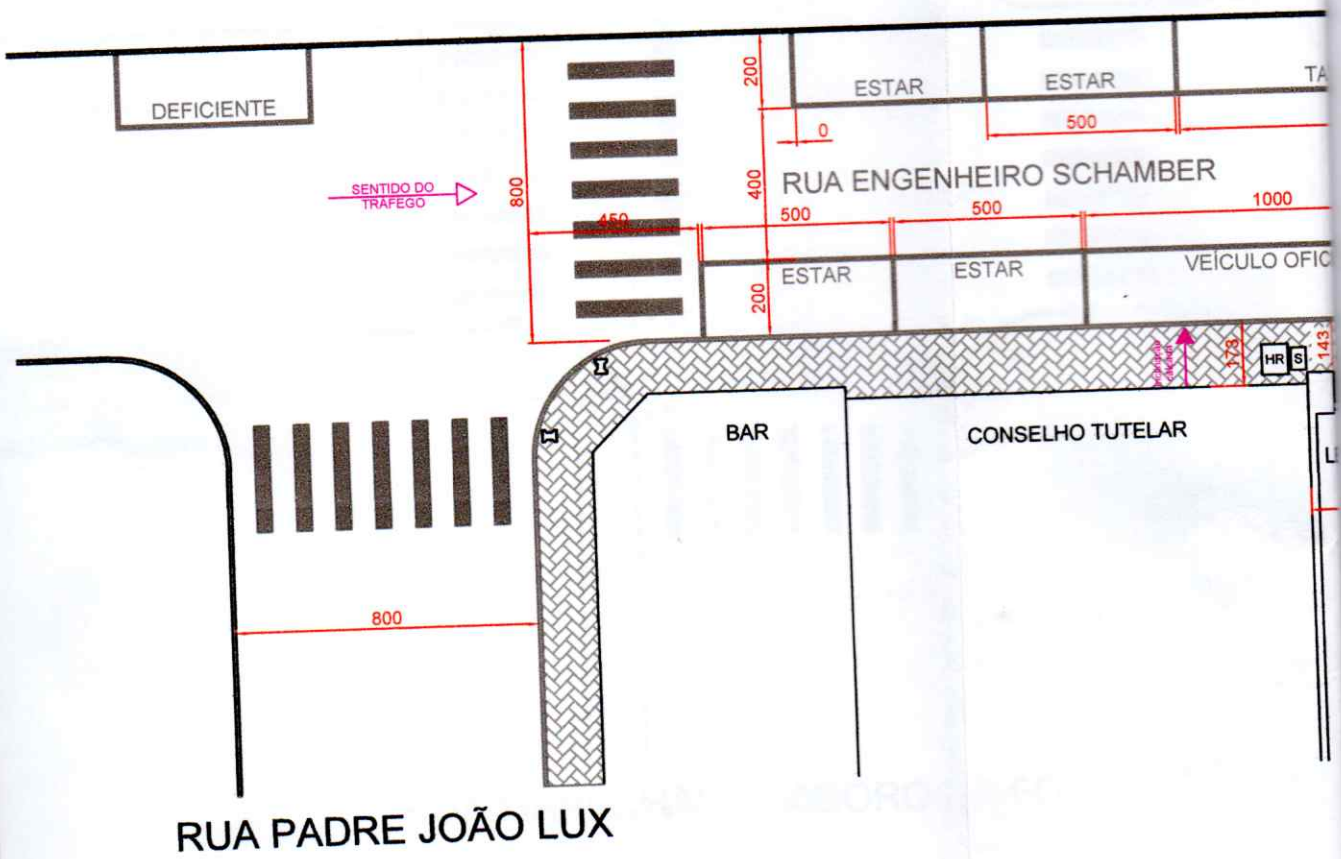 DEFICIENTE
200
ESTAR
ESTAR
TA
0
500
SENTIDO DO
TRÁFEGO
800
400
RUA ENGENHEIRO SCHAMBER
450
500
500
1000
ESTAR
ESTAR
VEÍCULO OFIC
200
173
HR
S
143
BAR
CONSELHO TUTELAR
800
RUA PADRE JOÃO LUX